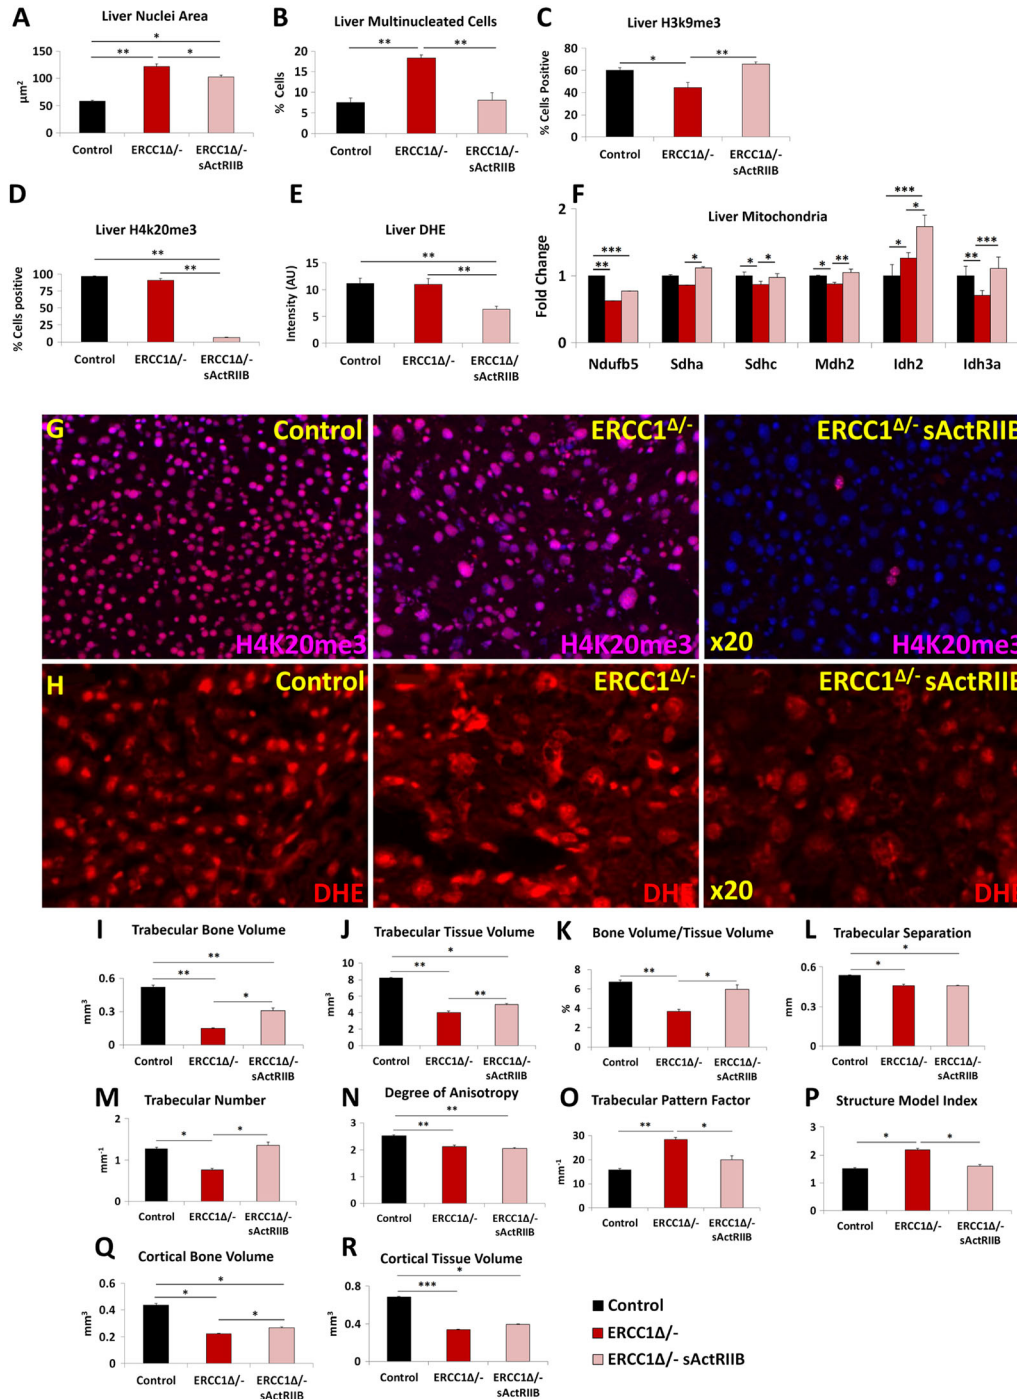 A
Liver Nuclei Area
*
**
*
150
100
50
0
µm²
Control
ERCC1Δ/-
ERCC1Δ/-
sActRIIB
B
Liver Multinucleated Cells
**
**
20
15
10
5
0
% Cells
Control
ERCC1Δ/-
ERCC1Δ/-
sActRIIB
C
Liver H3k9me3
*
**
80
60
40
20
0
% Cells Positive
Control
ERCC1Δ/-
ERCC1Δ/-
sActRIIB
D
Liver H4k20me3
**
**
100
75
50
25
0
% Cells positive
Control
ERCC1Δ/-
ERCC1Δ/-
sActRIIB
E
Liver DHE
**
**
15
10
5
0
Intensity (AU)
Control
ERCC1Δ/-
ERCC1Δ/
sActRIIB
F
Liver Mitochondria
***
**
*
*
*
*
**
***
*
*
**
***
2
1
0
Fold Change
Ndufb5
Sdha
Sdhc
Mdh2
Idh2
Idh3a
G
Control
H4K20me3
ERCC1Δ/-
H4K20me3
ERCC1Δ/- sActRIIB
x20
H4K20me3
H
Control
DHE
ERCC1Δ/-
DHE
ERCC1Δ/- sActRIIB
x20
DHE
I
Trabecular Bone Volume
**
**
*
0.6
0.3
0
mm³
Control
ERCC1Δ/-
ERCC1Δ/-
sActRIIB
J
Trabecular Tissue Volume
*
**
**
10
8
6
4
2
0
mm³
Control
ERCC1Δ/-
ERCC1Δ/-
sActRIIB
K
Bone Volume/Tissue Volume
**
*
8
6
4
2
0
%
Control
ERCC1Δ/-
ERCC1Δ/-
sActRIIB
L
Trabecular Separation
*
*
0.6
0.3
0
mm
Control
ERCC1Δ/-
ERCC1Δ/-
sActRIIB
M
Trabecular Number
*
*
2
1
1
0
mm⁻¹
Control
ERCC1Δ/-
ERCC1Δ/-
sActRIIB
N
Degree of Anisotropy
**
**
3
2
1
0
Control
ERCC1Δ/-
ERCC1Δ/-
sActRIIB
O
Trabecular Pattern Factor
**
*
30
20
10
0
mm⁻¹
Control
ERCC1Δ/-
ERCC1Δ/-
sActRIIB
P
Structure Model Index
*
*
3
2
1
0
Control
ERCC1Δ/-
ERCC1Δ/-
sActRIIB
Q
Cortical Bone Volume
*
*
*
0.6
0.4
0.2
0
mm³
Control
ERCC1Δ/-
ERCC1Δ/-
sActRIIB
R
Cortical Tissue Volume
*
***
0.8
0.4
0
mm³
Control
ERCC1Δ/-
ERCC1Δ/-
sActRIIB
Control
ERCC1Δ/-
ERCC1Δ/- sActRIIB